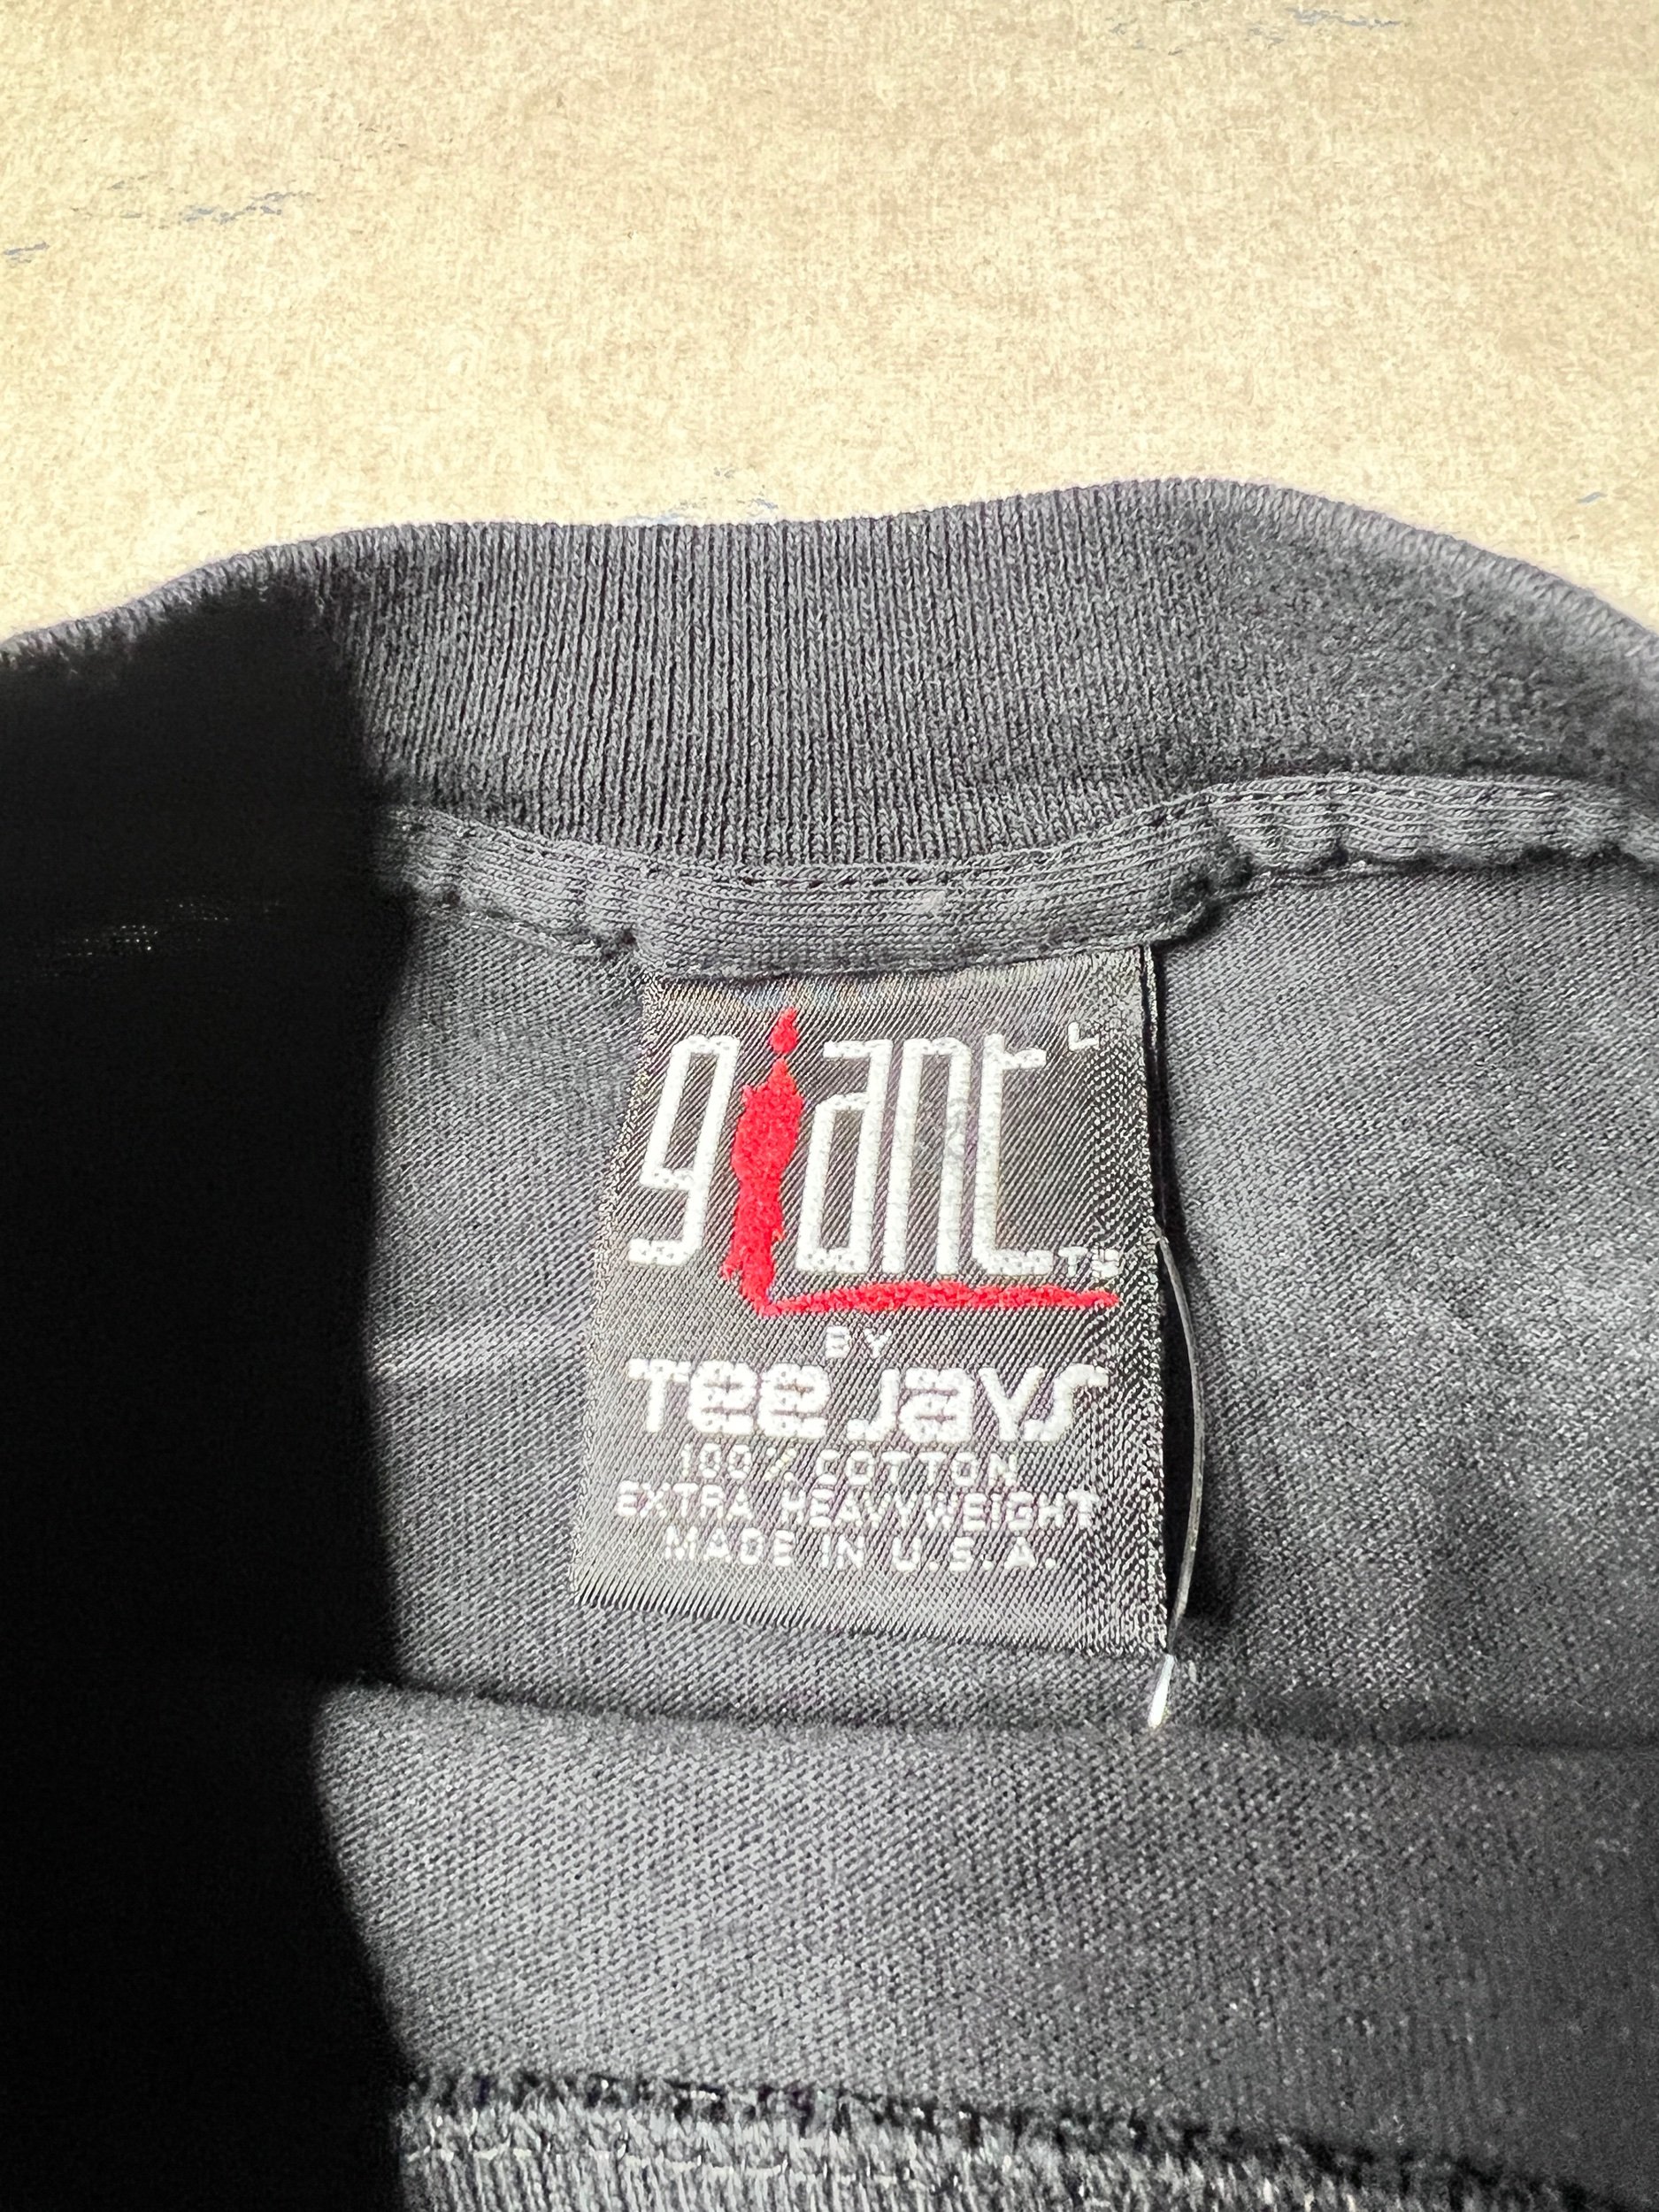 giant L
TM
BY
TEE JAYS
100% COTTON
EXTRA HEAVYWEIGHT
MADE IN U.S.A.